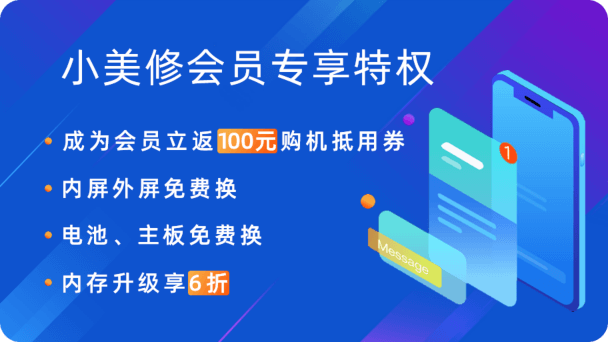 小美修会员专享特权
成为会员立返100元购机抵用券
内屏外屏免费换
电池、主板免费换
内存升级享6折
1
Message